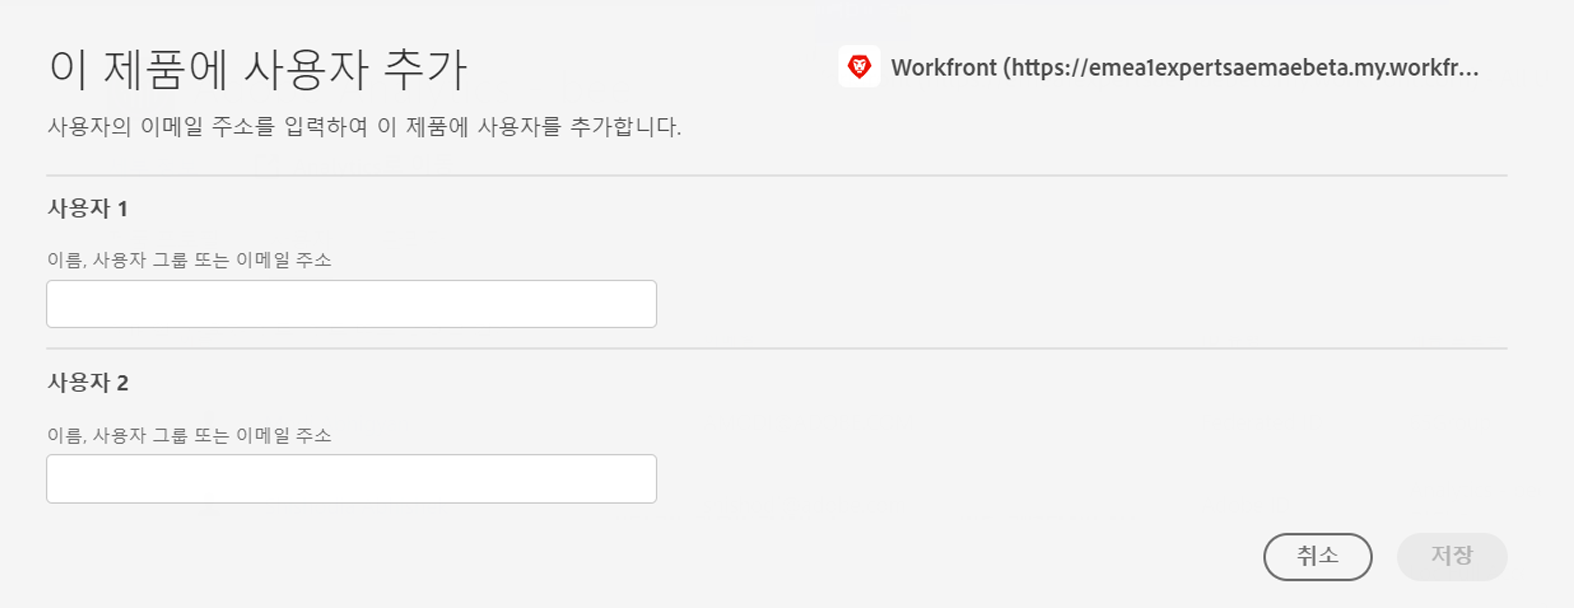 이 제품에 사용자 추가
Workfront (https://emea1expertsaemaebeta.my.workfr...
사용자의 이메일 주소를 입력하여 이 제품에 사용자를 추가합니다.
사용자 1
이름, 사용자 그룹 또는 이메일 주소
사용자 2
이름, 사용자 그룹 또는 이메일 주소
취소
저장